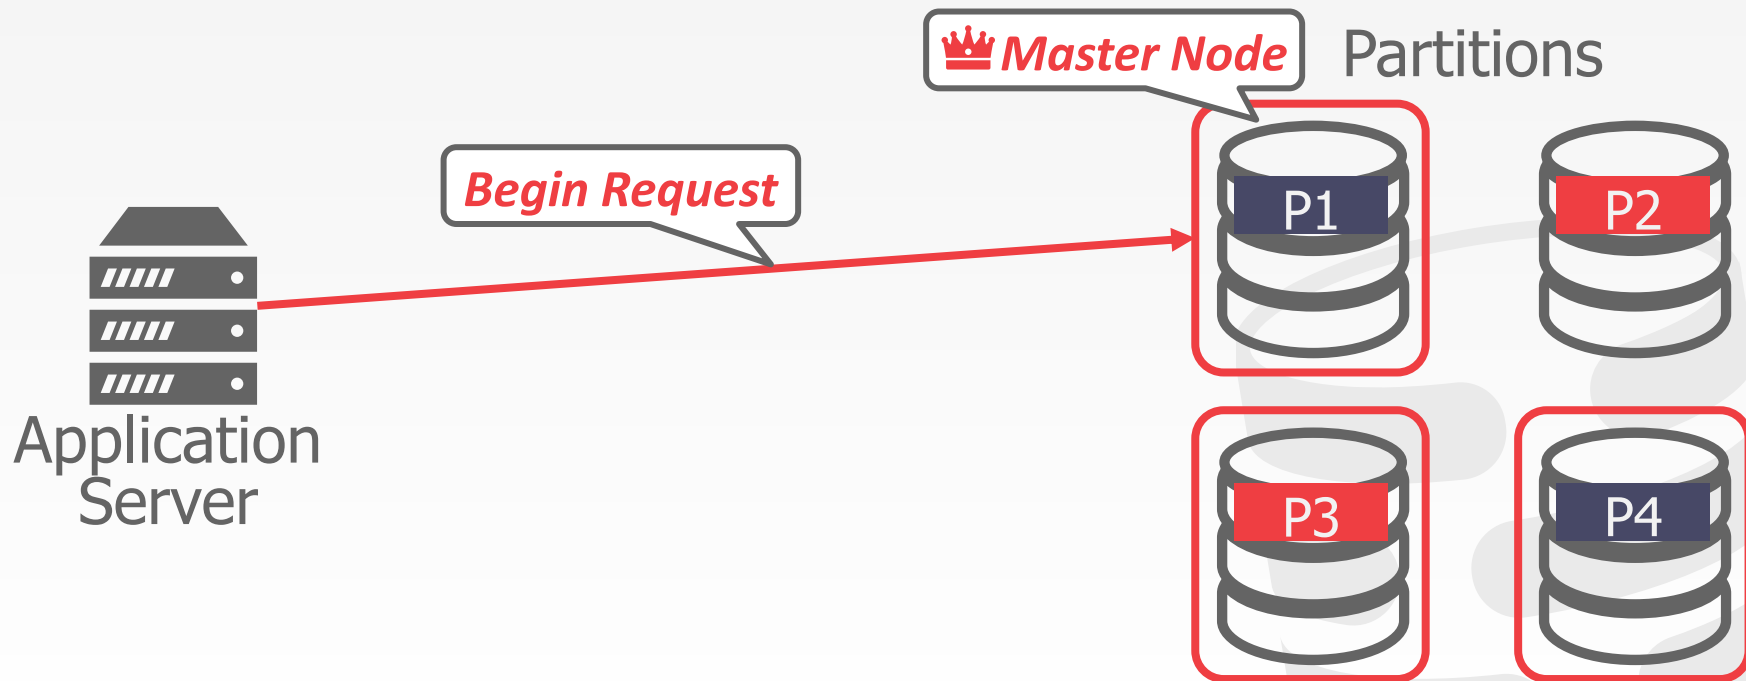 Master Node
Partitions
Begin Request
P1
P2
Application
Server
P3
P4